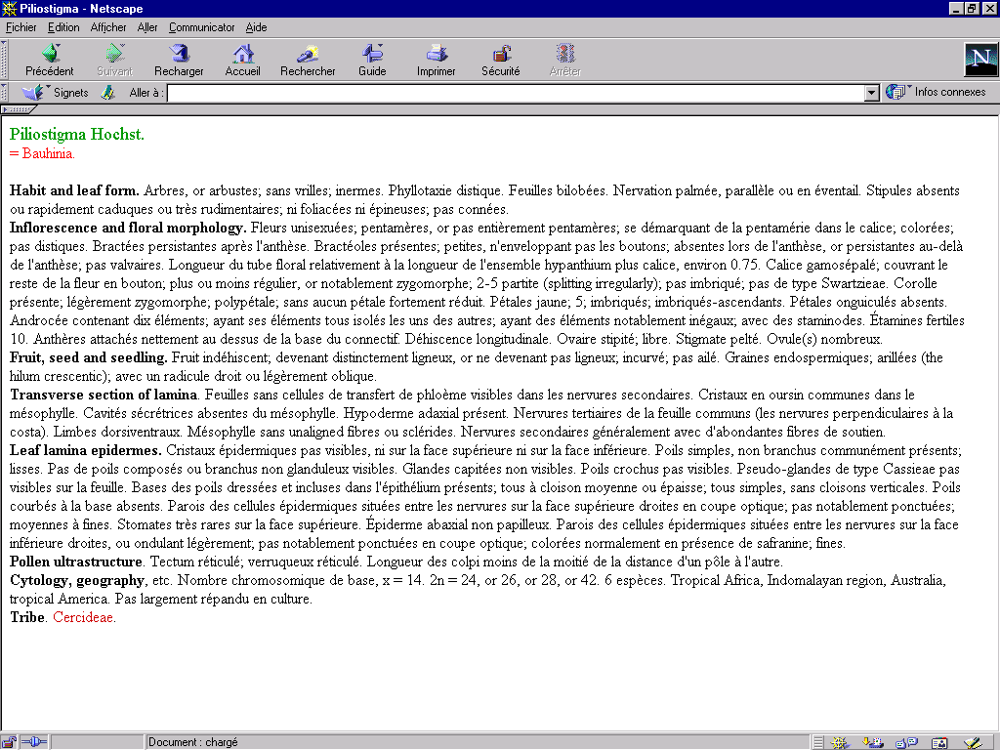 Piliostigma - Netscape
Fichier Edition Afficher Aller Communicator Aide
Précédent Suivant Recharger Accueil Rechercher Guide Imprimer Sécurité Arrêter
N
Signets Aller à : Infos connexes
Piliostigma Hochst.
= Bauhinia.
Habit and leaf form. Arbres, or arbustes; sans vrilles; inermes. Phyllotaxie distique. Feuilles bilobées. Nervation palmée, parallèle ou en éventail. Stipules absents
ou rapidement caduques ou très rudimentaires; ni foliacées ni épineuses; pas connées.
Inflorescence and floral morphology. Fleurs unisexuées; pentamères, or pas entièrement pentamères; se démarquant de la pentamérie dans le calice; colorées;
pas distiques. Bractées persistantes après l'anthèse. Bractéoles présentes; petites, n'enveloppant pas les boutons; absentes lors de l'anthèse, or persistantes au-delà
de l'anthèse; pas valvaires. Longueur du tube floral relativement à la longueur de l'ensemble hypanthium plus calice, environ 0.75. Calice gamosépalé; couvrant le
reste de la fleur en bouton; plus ou moins régulier, or notablement zygomorphe; 2-5 partite (splitting irregularly); pas imbriqué; pas de type Swartzieae. Corolle
présente; légèrement zygomorphe; polypétale; sans aucun pétale fortement réduit. Pétales jaune; 5; imbriqués; imbriqués-ascendants. Pétales onguiculés absents.
Androcée contenant dix éléments; ayant ses éléments tous isolés les uns des autres; ayant des éléments notablement inégaux; avec des staminodes. Étamines fertiles
10. Anthères attachés nettement au dessus de la base du connectif. Déhiscence longitudinale. Ovaire stipité; libre. Stigmate pelté. Ovule(s) nombreux.
Fruit, seed and seedling. Fruit indéhiscent; devenant distinctement ligneux, or ne devenant pas ligneux; incurvé; pas ailé. Graines endospermiques; arillées (the
hilum crescentic); avec un radicule droit ou légèrement oblique.
Transverse section of lamina. Feuilles sans cellules de transfert de phloème visibles dans les nervures secondaires. Cristaux en oursin communes dans le
mésophylle. Cavités sécrétrices absentes du mésophylle. Hypoderme adaxial présent. Nervures tertiaires de la feuille communs (les nervures perpendiculaires à la
costa). Limbes dorsiventraux. Mésophylle sans unaligned fibres ou sclérides. Nervures secondaires généralement avec d'abondantes fibres de soutien.
Leaf lamina epidermes. Cristaux épidermiques pas visibles, ni sur la face supérieure ni sur la face inférieure. Poils simples, non branchus communément présents;
lisses. Pas de poils composés ou branchus non glanduleux visibles. Glandes capitées non visibles. Poils crochus pas visibles. Pseudo-glandes de type Cassieae pas
visibles sur la feuille. Bases des poils dressées et incluses dans l'épithélium présents; tous à cloison moyenne ou épaisse; tous simples, sans cloisons verticales. Poils
courbés à la base absents. Parois des cellules épidermiques situées entre les nervures sur la face supérieure droites en coupe optique; pas notablement ponctuées;
moyennes à fines. Stomates très rares sur la face supérieure. Épiderme abaxial non papilleux. Parois des cellules épidermiques situées entre les nervures sur la face
inférieure droites, ou ondulant légèrement; pas notablement ponctuées en coupe optique; colorées normalement en présence de safranine; fines.
Pollen ultrastructure. Tectum réticulé; verruqueux réticulé. Longueur des colpi moins de la moitié de la distance d'un pôle à l'autre.
Cytology, geography, etc. Nombre chromosomique de base, x = 14. 2n = 24, or 26, or 28, or 42. 6 espèces. Tropical Africa, Indomalayan region, Australia,
tropical America. Pas largement répandu en culture.
Tribe. Cercideae.
Document : chargé